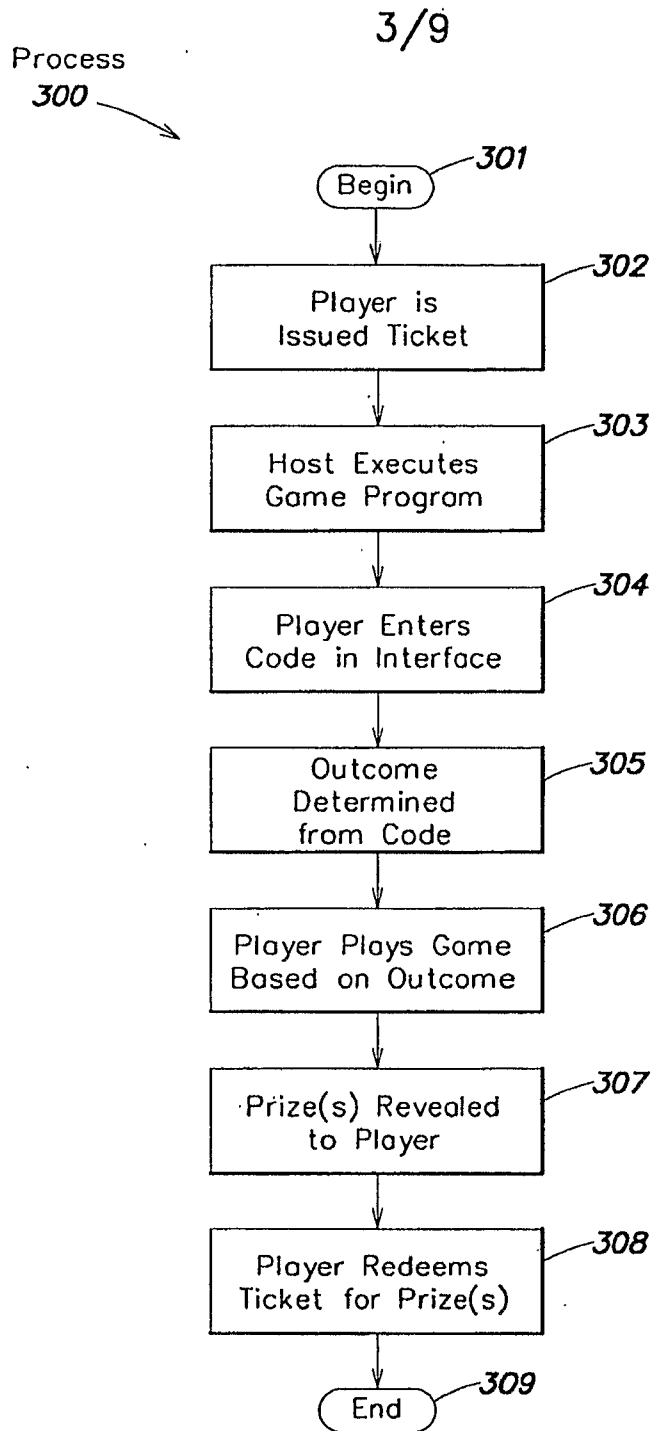 3/9
Process
300
301
Begin
302
Player is
Issued Ticket
303
Host Executes
Game Program
304
Player Enters
Code in Interface
305
Outcome
Determined
from Code
306
Player Plays Game
Based on Outcome
307
Prize(s) Revealed
to Player
308
Player Redeems
Ticket for Prize(s)
309
End